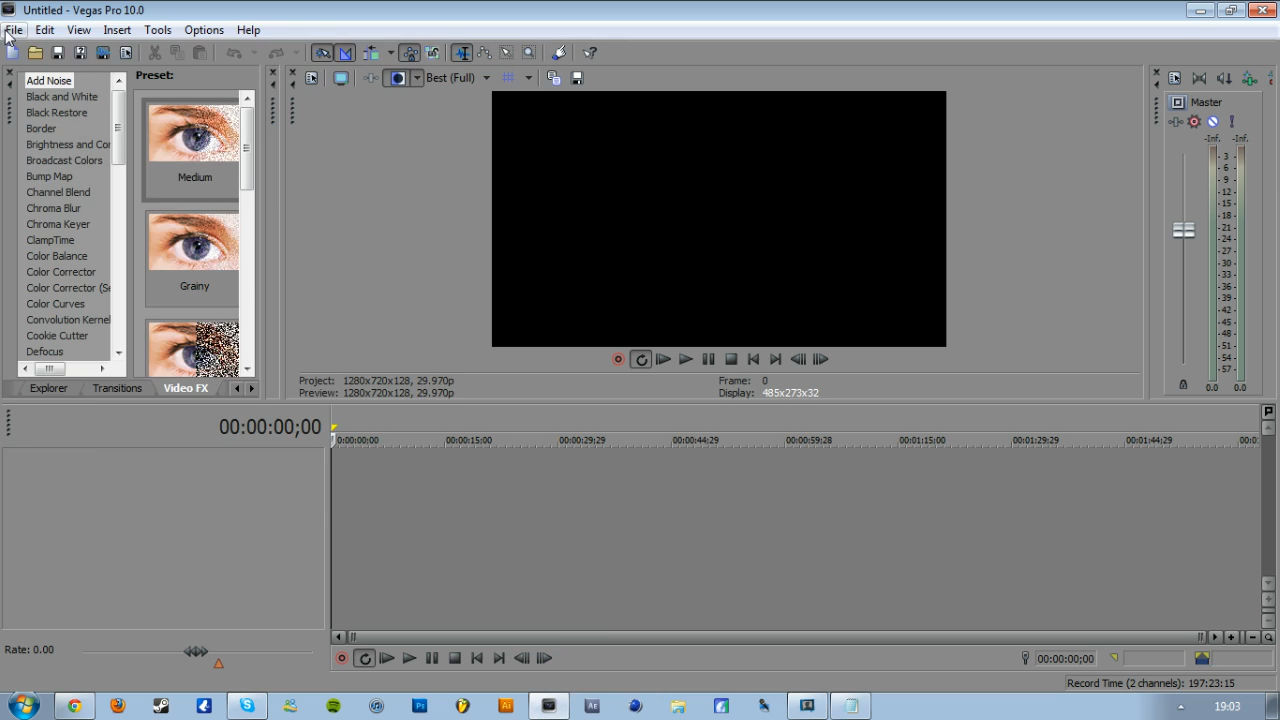 Untitled - Vegas Pro 10.0
File Edit View Insert Tools Options Help
Add Noise
Black and White
Black Restore
Border
Brightness and Cor
Broadcast Colors
Bump Map
Channel Blend
Chroma Blur
Chroma Keyer
ClampTime
Color Balance
Color Corrector
Color Corrector (Se
Color Curves
Convolution Kernel
Cookie Cutter
Defocus
Preset:
Medium
Grainy
Explorer Transitions Video FX
Best (Full)
Project: 1280x720x128, 29.970p
Preview: 1280x720x128, 29.970p
Frame: 0
Display: 485x273x32
Master
-Inf. -Inf.
3
6
9
12
15
18
21
24
27
30
33
36
39
42
45
48
51
54
57
0.0 0.0
00:00:00;00
0:00:00:00 00:00:15:00 00:00:29;29 00:00:44;29 00:00:59:28 00:01:15:00 00:01:29;29 00:01:44;29 00:0
Rate: 0.00
00:00:00;00
Record Time (2 channels): 197:23:15
Ps Ai Ae
19:03